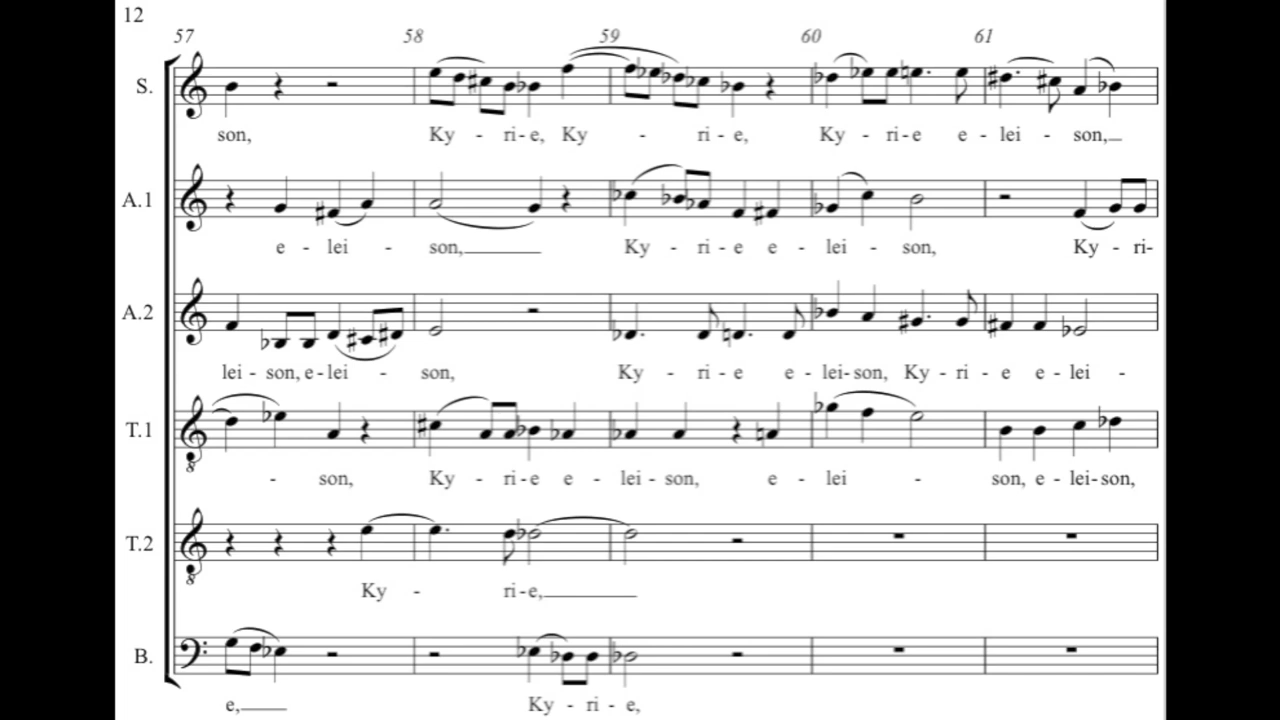 12
57 58 59 60 61
S.
son, Ky - ri - e, Ky - ri - e, Ky - ri - e e - lei - son,
A.1
e - lei - son, Ky - ri - e e - lei - son, Ky - ri-
A.2
lei - son, e - lei - son, Ky - ri - e e - lei - son, Ky - ri - e e - lei -
T.1
- son, Ky - ri - e e - lei - son, e - lei - son, e - lei - son,
T.2
Ky - ri - e,
B.
e, Ky - ri - e,